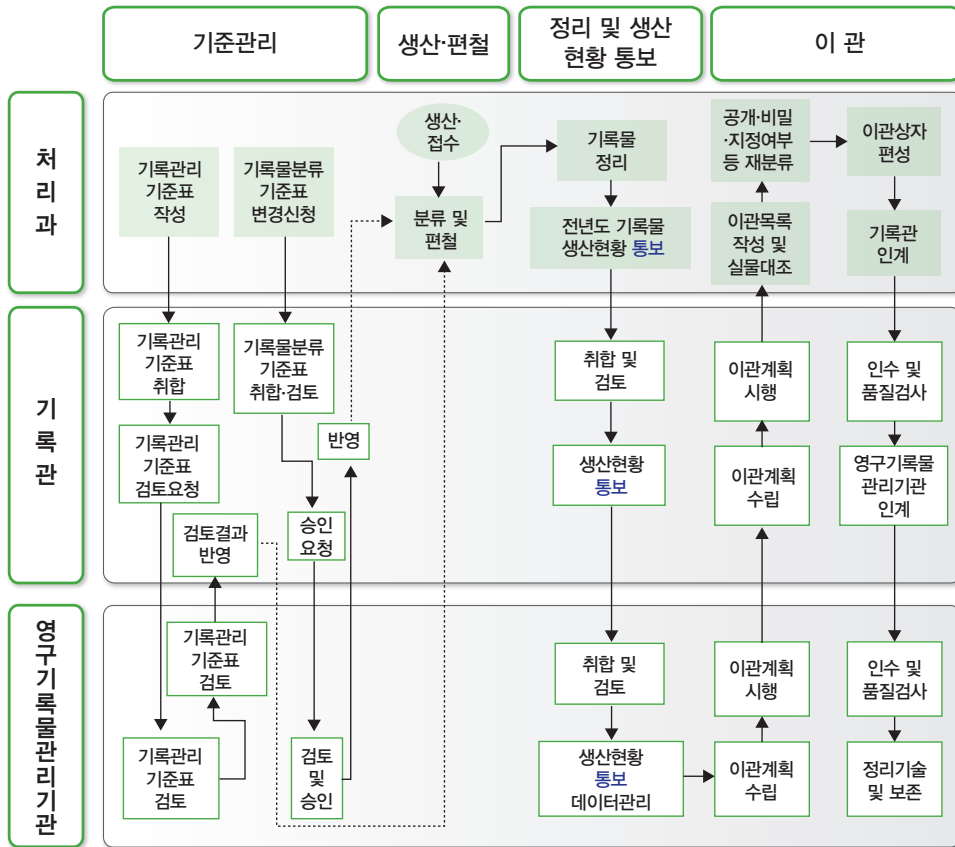 기준관리
생산·편철
정리 및 생산
현황 통보
이 관
처
리
과
생산·
접수
기록관리
기준표
작성
기록물분류
기준표
변경신청
분류 및
편철
기록물
정리
전년도 기록물
생산현황 통보
공개·비밀
·지정여부
등 재분류
이관상자
편성
이관목록
작성 및
실물대조
기록관
인계
기
록
관
기록관리
기준표
취합
기록물분류
기준표
취합·검토
기록관리
기준표
검토요청
반영
검토결과
반영
승인
요청
취합 및
검토
생산현황
통보
이관계획
시행
이관계획
수립
인수 및
품질검사
영구기록물
관리기관
인계
영
구
기
록
물
관
리
기
관
기록관리
기준표
검토
기록관리
기준표
검토
검토
및
승인
취합 및
검토
생산현황
통보
데이터관리
이관계획
시행
이관계획
수립
인수 및
품질검사
정리기술
및 보존